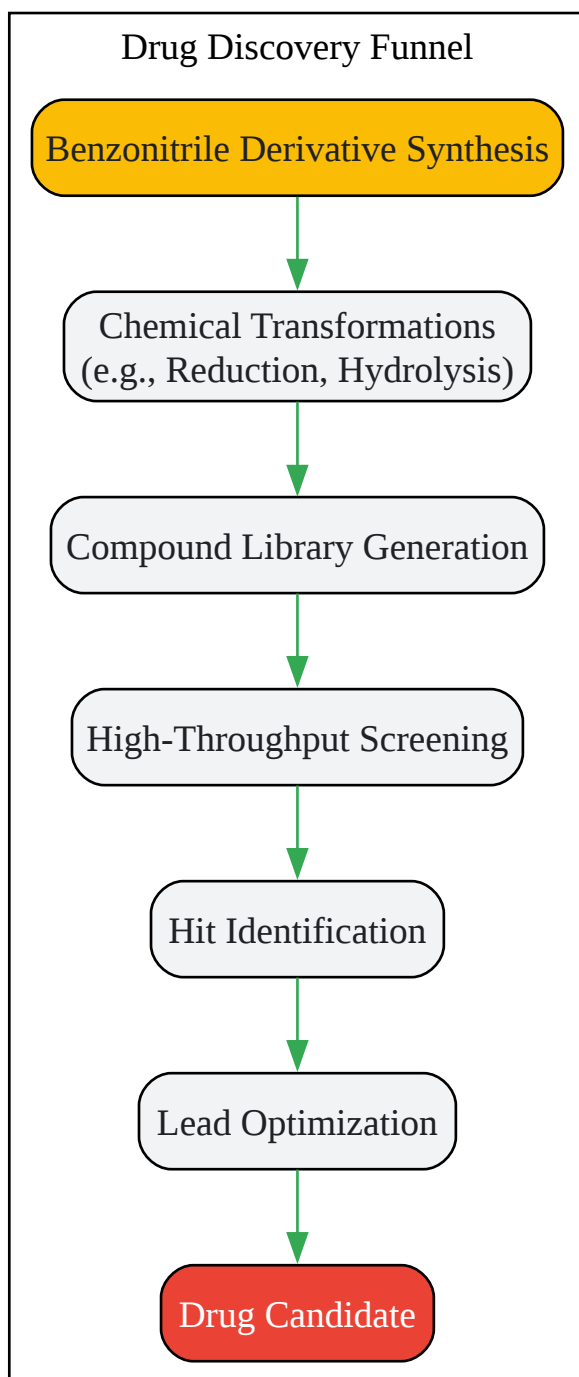 Drug Discovery Funnel
Benzonitrile Derivative Synthesis
Chemical Transformations
(e.g., Reduction, Hydrolysis)
Compound Library Generation
High-Throughput Screening
Hit Identification
Lead Optimization
Drug Candidate